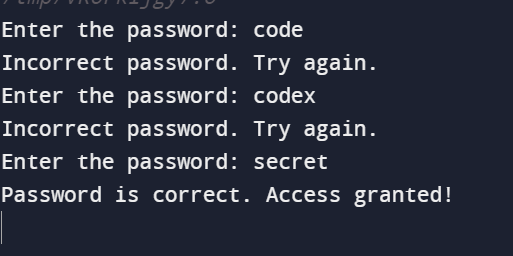 Enter the password: code
Incorrect password. Try again.
Enter the password: codex
Incorrect password. Try again.
Enter the password: secret
Password is correct. Access granted!